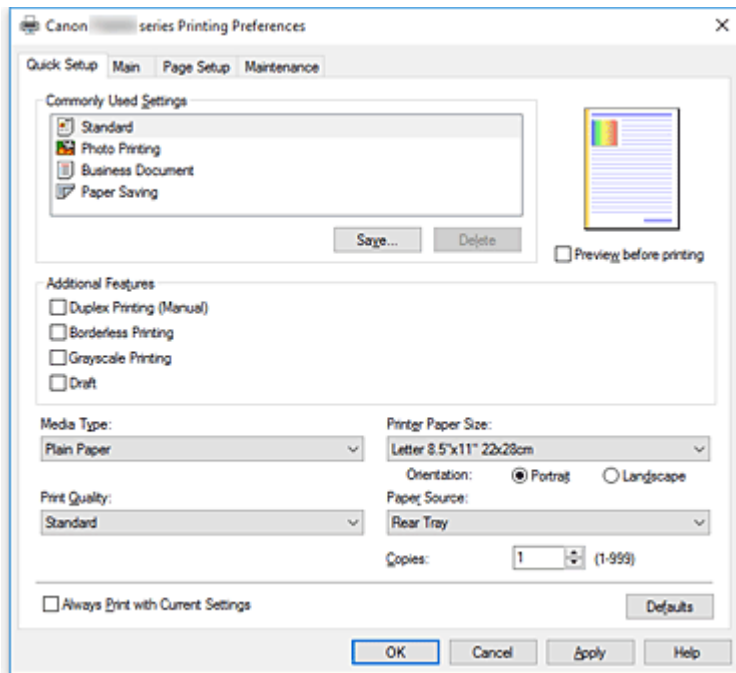 Canon series Printing Preferences
Quick Setup Main Page Setup Maintenance
Commonly Used Settings
Standard
Photo Printing
Business Document
Paper Saving
Save... Delete
Preview before printing
Additional Features
Duplex Printing (Manual)
Borderless Printing
Grayscale Printing
Draft
Media Type: Printer Paper Size:
Plain Paper Letter 8.5"x11" 22x28cm
Orientation: Portrait Landscape
Print Quality: Paper Source:
Standard Rear Tray
Copies: 1 (1-999)
Always Print with Current Settings Defaults
OK Cancel Apply Help